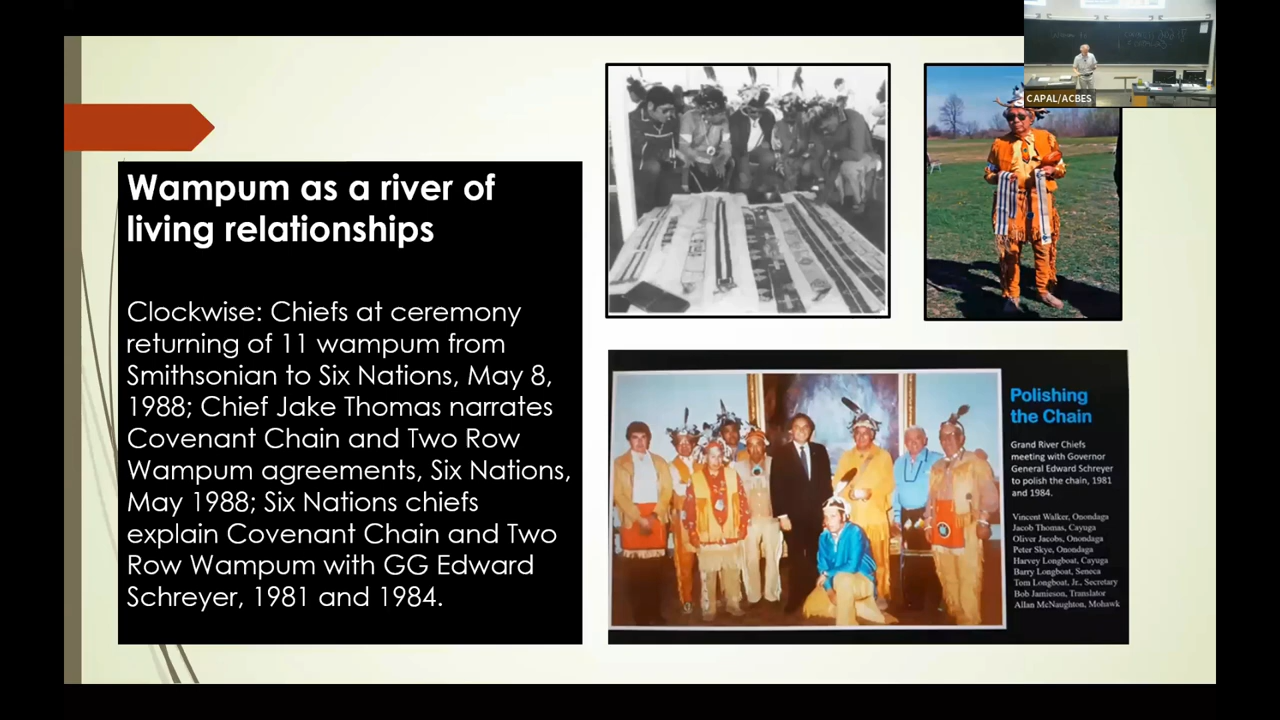 Wampum as a river of
living relationships
Clockwise: Chiefs at ceremony
returning of 11 wampum from
Smithsonian to Six Nations, May 8,
1988; Chief Jake Thomas narrates
Covenant Chain and Two Row
Wampum agreements, Six Nations,
May 1988; Six Nations chiefs
explain Covenant Chain and Two
Row Wampum with GG Edward
Schreyer, 1981 and 1984.
CAPAL/ACBES
Polishing
the Chain
Grand River Chiefs
meeting with Governor
General Edward Schreyer
to polish the chain, 1981
and 1984.
Vincent Walker, Onondaga
Jacob Thomas, Cayuga
Oliver Jacobs, Onondaga
Peter Skye, Onondaga
Harvey Longboat, Cayuga
Barry Longboat, Seneca
Tom Longboat, Jr., Secretary
Bob Jamieson, Translator
Allan McNaughton, Mohawk